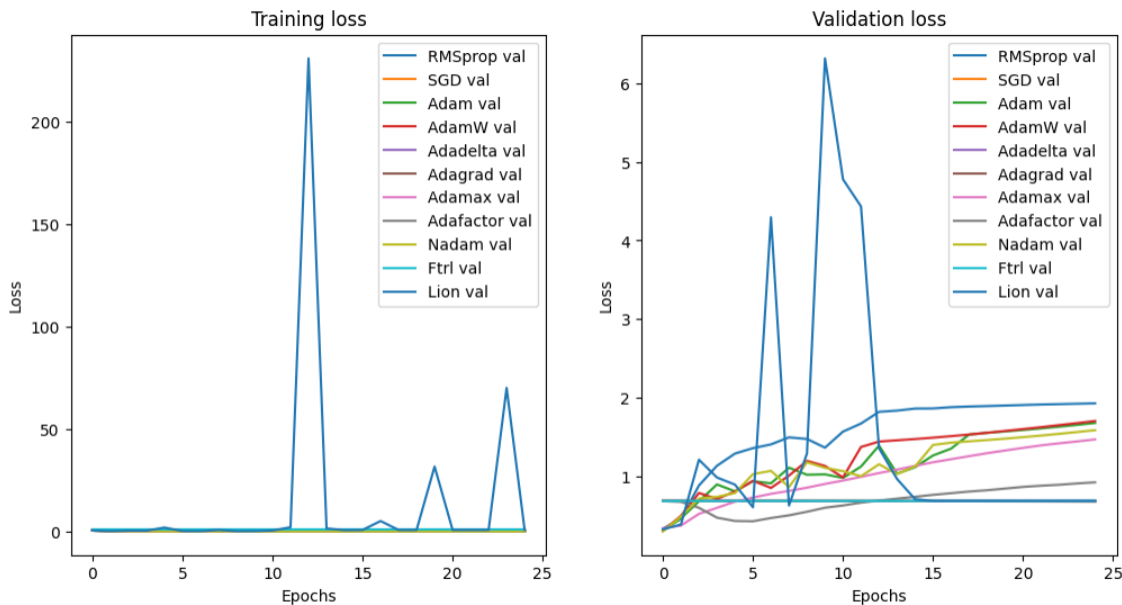 Training loss
Loss
200
150
100
50
0
RMSprop val
SGD val
Adam val
AdamW val
Adadelta val
Adagrad val
Adamax val
Adafactor val
Nadam val
Ftrl val
Lion val
0 5 10 15 20 25
Epochs
Validation loss
Loss
6
5
4
3
2
1
RMSprop val
SGD val
Adam val
AdamW val
Adadelta val
Adagrad val
Adamax val
Adafactor val
Nadam val
Ftrl val
Lion val
0 5 10 15 20 25
Epochs